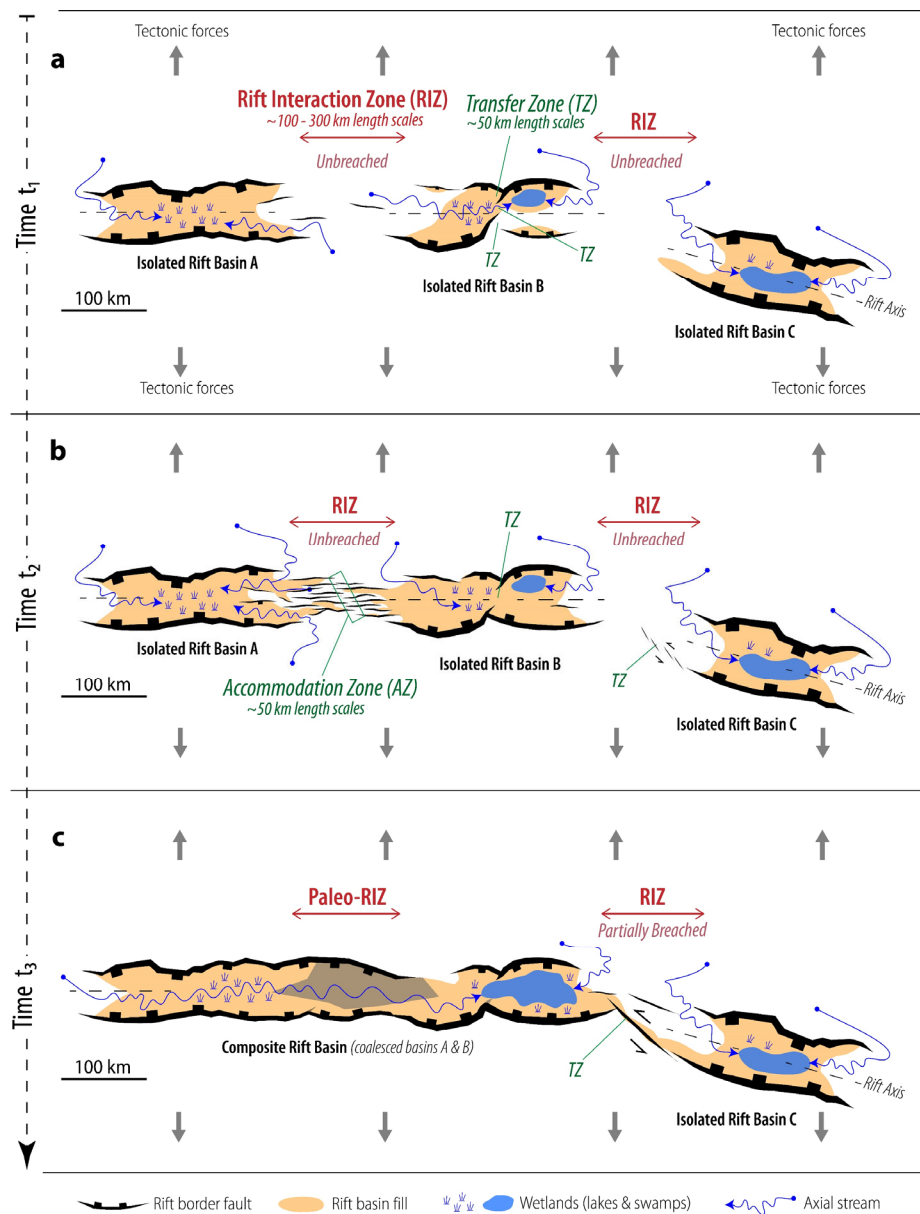 Time t1
Time t2
Time t3
a
Tectonic forces
Tectonic forces
Rift Interaction Zone (RIZ)
~100 - 300 km length scales
Unbreached
Transfer Zone (TZ)
~50 km length scales
RIZ
Unbreached
Isolated Rift Basin A
TZ
TZ
Isolated Rift Basin B
Rift Axis
Isolated Rift Basin C
100 km
Tectonic forces
Tectonic forces
b
RIZ
Unbreached
TZ
RIZ
Unbreached
Isolated Rift Basin A
Isolated Rift Basin B
Accommodation Zone (AZ)
~50 km length scales
100 km
TZ
Rift Axis
Isolated Rift Basin C
c
Paleo-RIZ
RIZ
Partially Breached
Composite Rift Basin (coalesced basins A & B)
100 km
TZ
Rift Axis
Isolated Rift Basin C
Rift border fault
Rift basin fill
Wetlands (lakes & swamps)
Axial stream